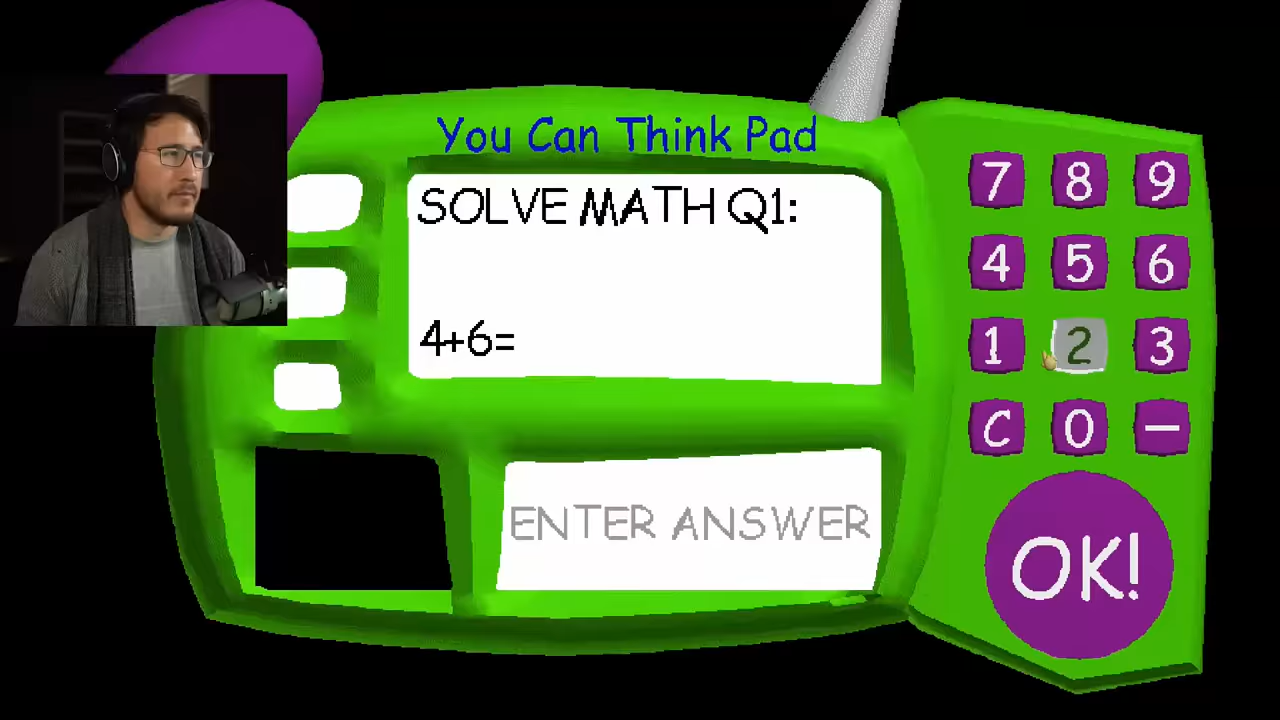 You Can Think Pad
SOLVE MATH Q1:
4+6=
ENTER ANSWER
7 8 9
4 5 6
1 2 3
C 0 −
OK!